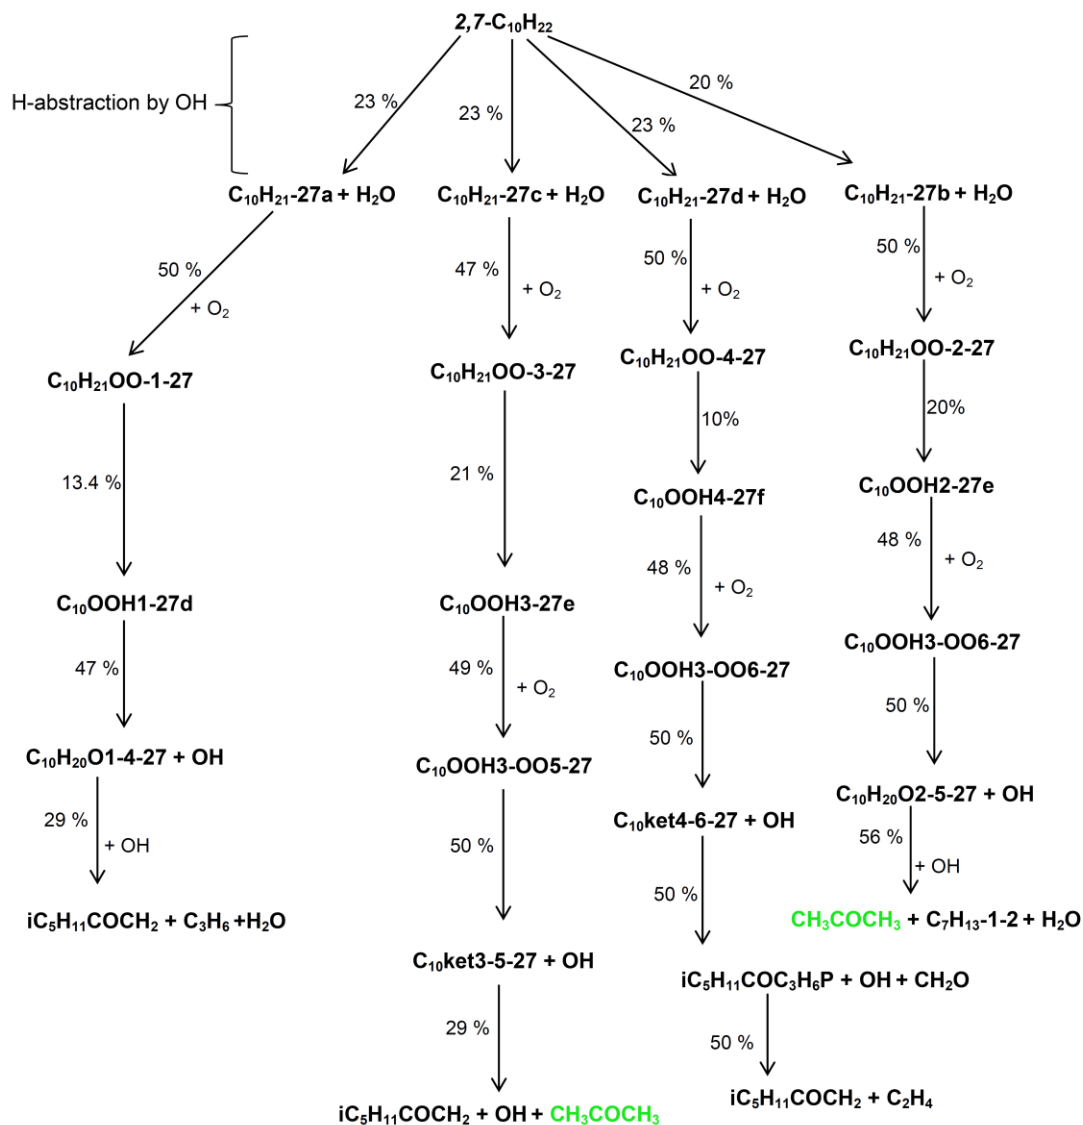 2,7-C₁₀H₂₂
H-abstraction by OH
23 %
23 %
23 %
20 %
C₁₀H₂₁-27a + H₂O
C₁₀H₂₁-27c + H₂O
C₁₀H₂₁-27d + H₂O
C₁₀H₂₁-27b + H₂O
50 %
+ O₂
47 %
+ O₂
50 %
+ O₂
50 %
+ O₂
C₁₀H₂₁OO-1-27
C₁₀H₂₁OO-3-27
C₁₀H₂₁OO-4-27
C₁₀H₂₁OO-2-27
13.4 %
21 %
10%
20%
C₁₀OOH4-27f
C₁₀OOH2-27e
48 %
+ O₂
48 %
+ O₂
C₁₀OOH1-27d
C₁₀OOH3-27e
47 %
49 %
+ O₂
C₁₀OOH3-OO6-27
C₁₀OOH3-OO6-27
50 %
50 %
C₁₀H₂₀O1-4-27 + OH
C₁₀OOH3-OO5-27
C₁₀ket4-6-27 + OH
C₁₀H₂₀O2-5-27 + OH
29 %
+ OH
50 %
50 %
56 %
+ OH
iC₅H₁₁COCH₂ + C₃H₆ +H₂O
CH₃COCH₃ + C₇H₁₃-1-2 + H₂O
C₁₀ket3-5-27 + OH
iC₅H₁₁COC₃H₆P + OH + CH₂O
29 %
50 %
iC₅H₁₁COCH₂ + OH + CH₃COCH₃
iC₅H₁₁COCH₂ + C₂H₄